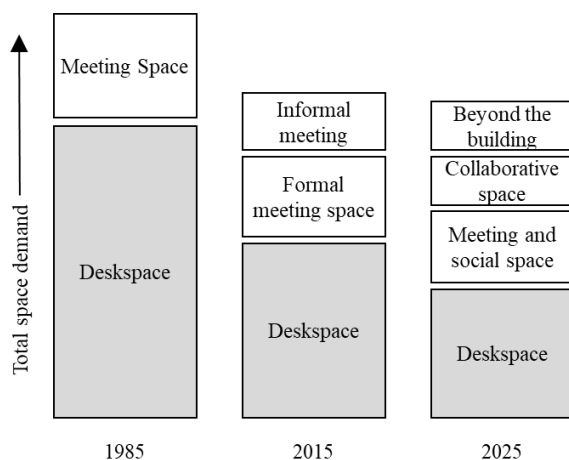 Total space demand
Meeting Space
Deskspace
1985
Informal
meeting
Formal
meeting space
Deskspace
2015
Beyond the
building
Collaborative
space
Meeting and
social space
Deskspace
2025